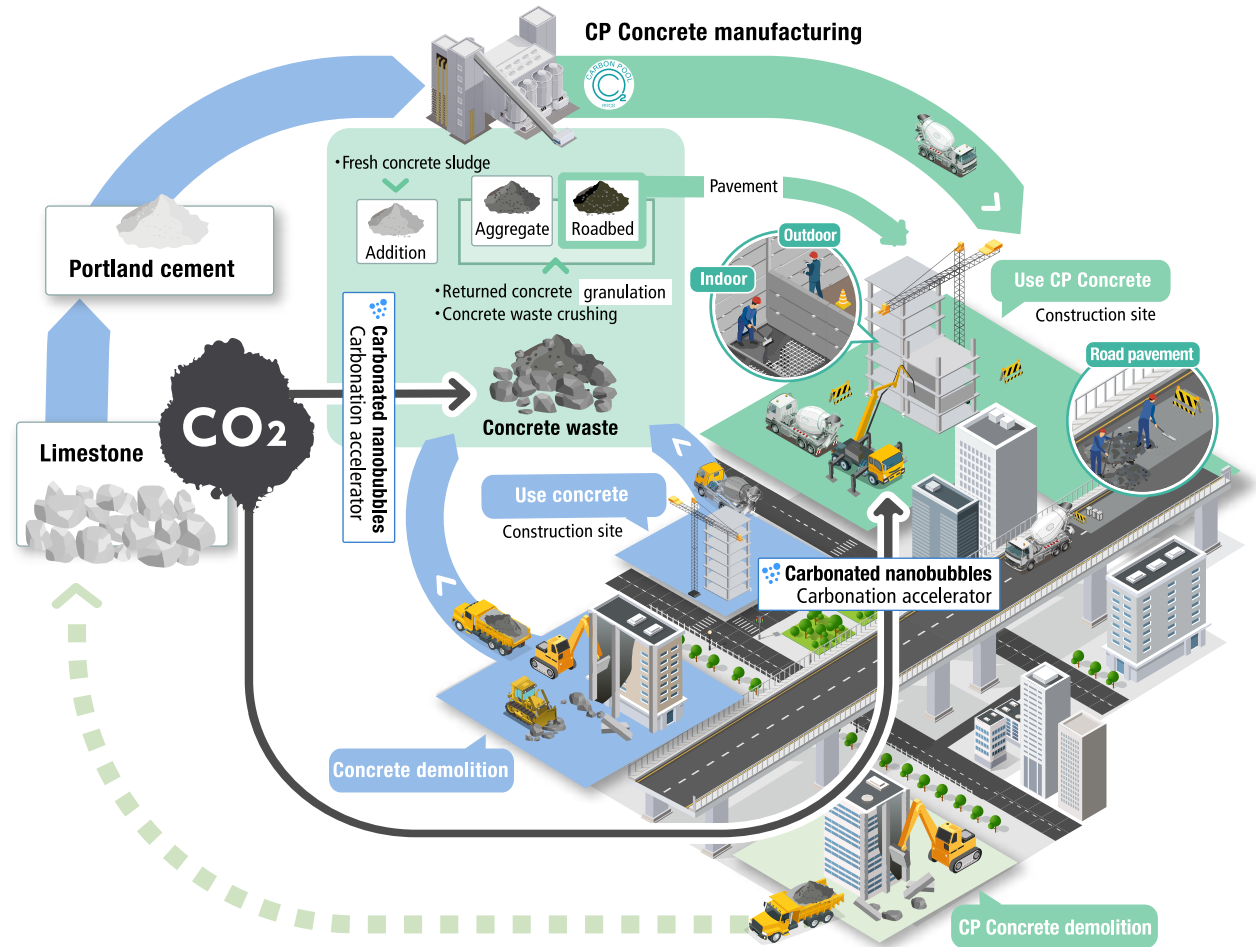 CP Concrete manufacturing
CARBON POOL
CO2
・Fresh concrete sludge
Addition
Aggregate
Roadbed
Pavement
・Returned concrete
granulation
・Concrete waste crushing
Portland cement
Carbonated nanobubbles
Carbonation accelerator
Concrete waste
CO2
Limestone
Outdoor
Indoor
Use CP Concrete
Construction site
Road pavement
Use concrete
Construction site
Carbonated nanobubbles
Carbonation accelerator
Concrete demolition
CP Concrete demolition